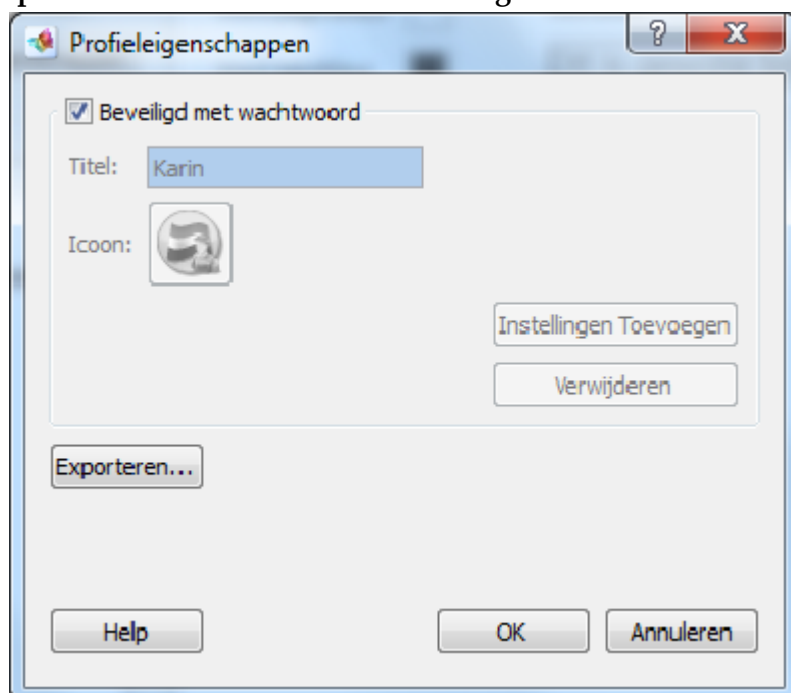 Profieleigenschappen
Beveiligd met wachtwoord
Titel: Karin
Icoon:
Instellingen Toevoegen
Verwijderen
Exporteren...
Help OK Annuleren